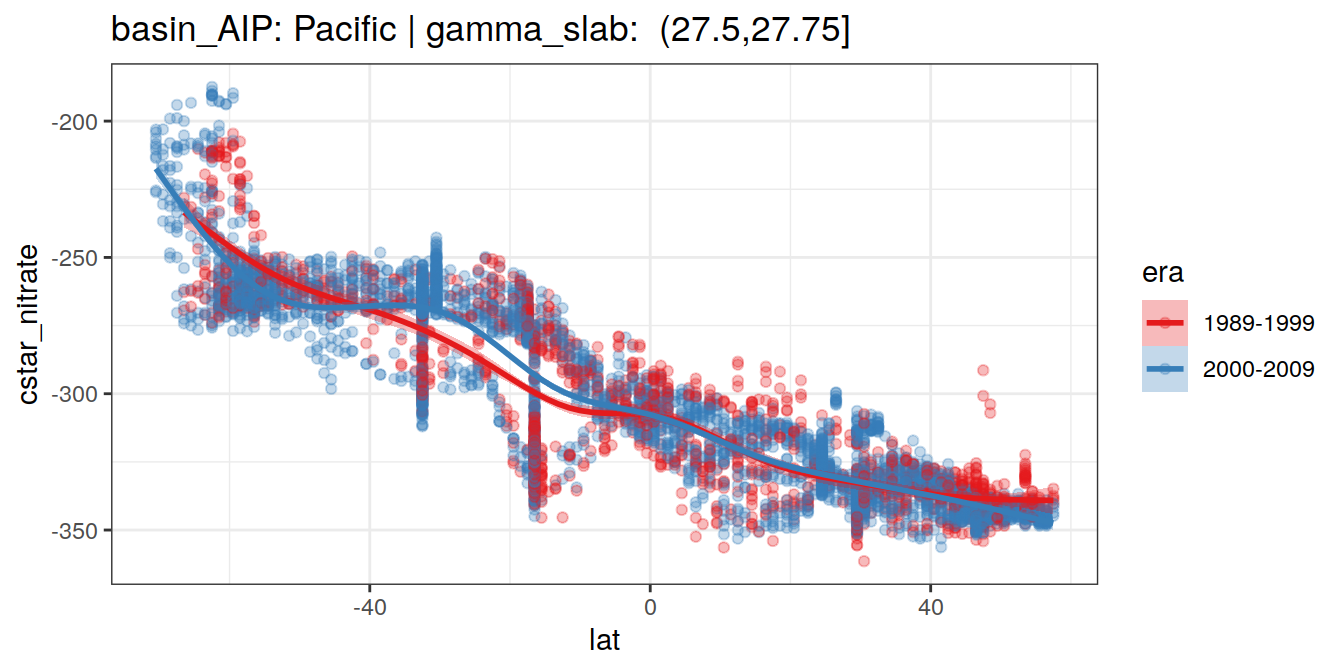 basin_AIP: Pacific | gamma_slab:  (27.5,27.75]
cstar_nitrate
-200
-250
-300
-350
-40
0
40
lat
era
1989-1999
2000-2009